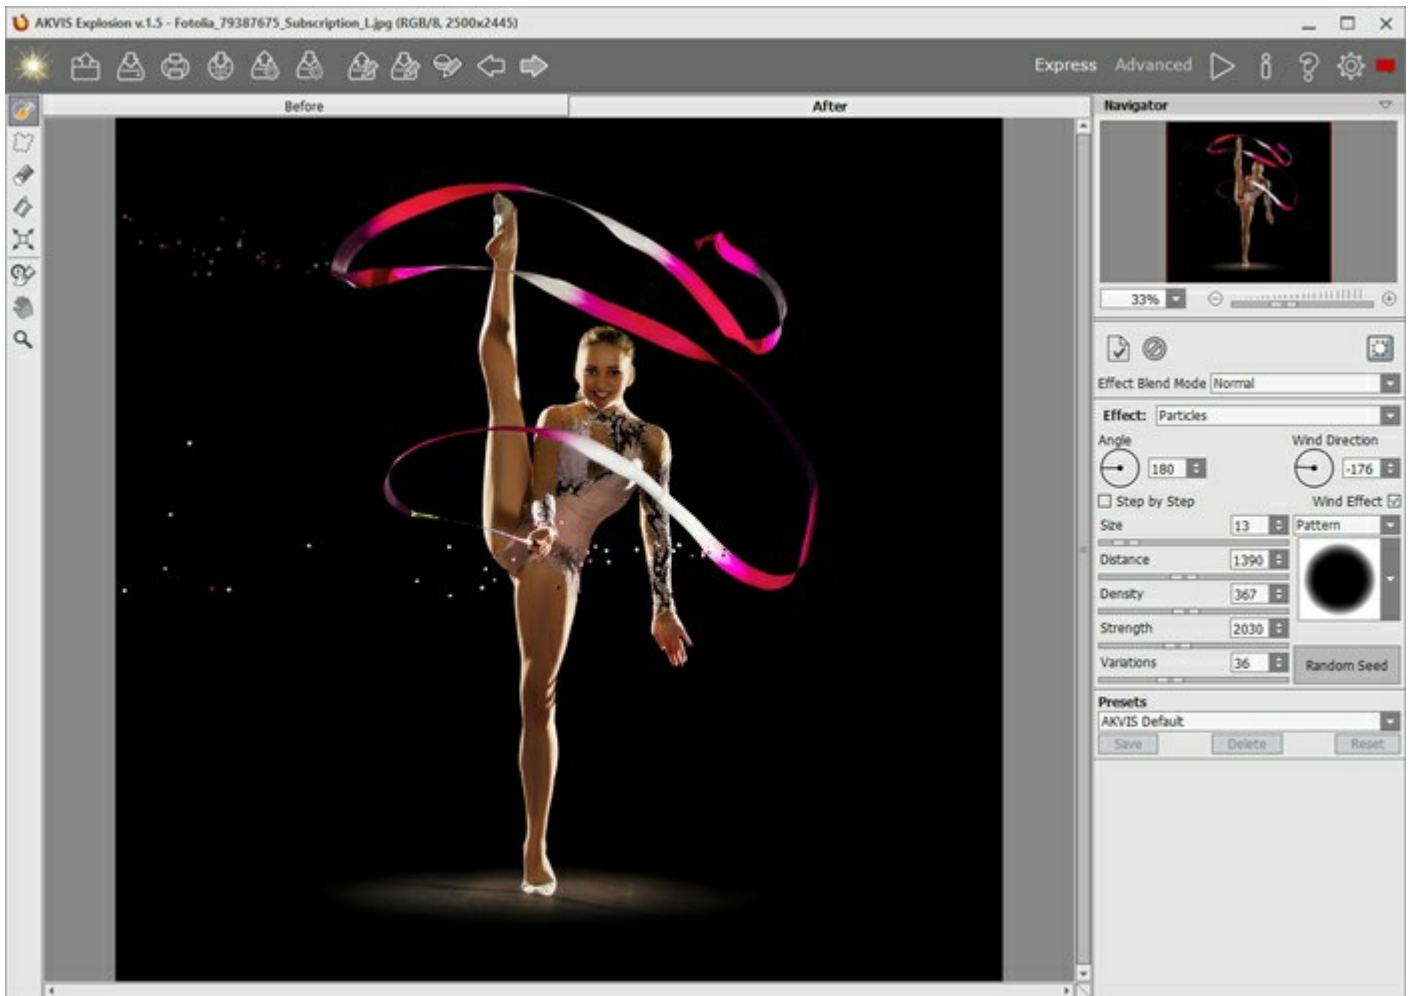 AKVIS Explosion v.1.5 - Fotolia_79387675_Subscription_L.jpg (RGB/8, 2500x2445)
Express Advanced
Before After Navigator
33%
Effect Blend Mode Normal
Effect: Particles
Angle Wind Direction
180 -176
Step by Step Wind Effect
Size 13 Pattern
Distance 1390
Density 367
Strength 2030
Variations 36 Random Seed
Presets
AKVIS Default
Save Delete Reset